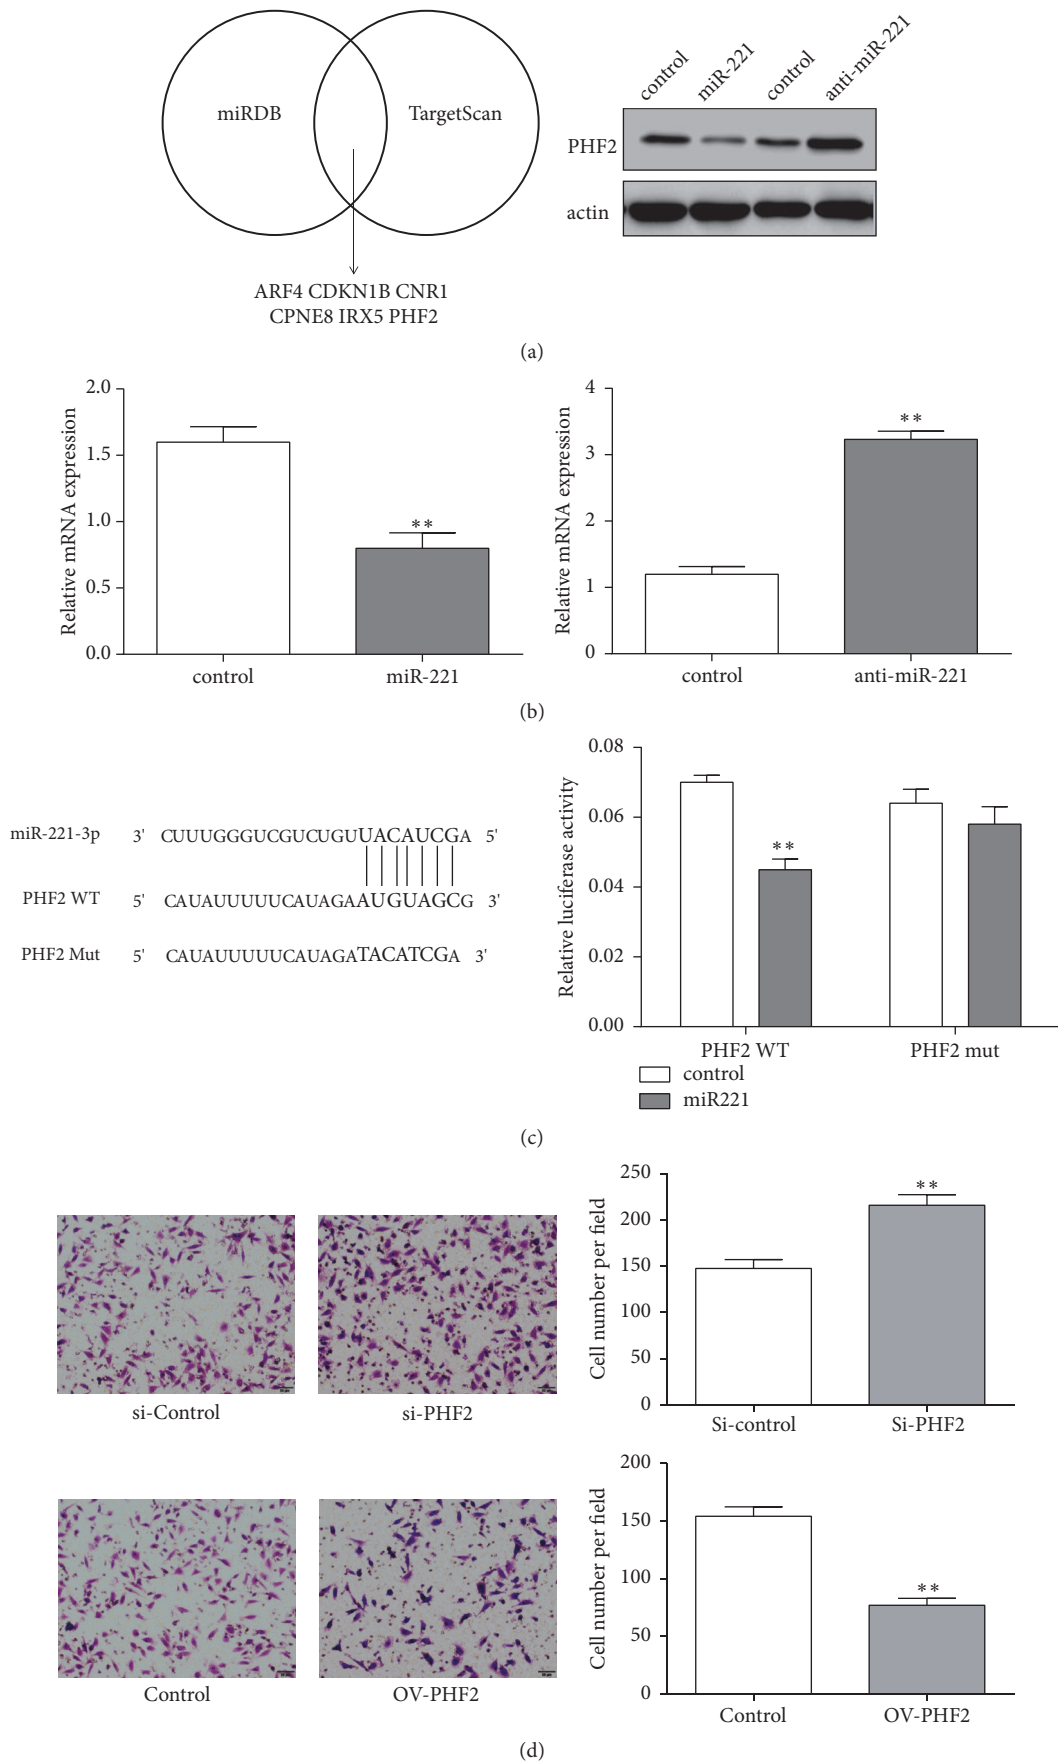 miRDB
TargetScan
ARF4 CDKN1B CNR1
CPNE8 IRX5 PHF2
control
miR-221
control
anti-miR-221
PHF2
actin
(a)
Relative mRNA expression
2.0
1.5
1.0
0.5
0.0
**
control
miR-221
Relative mRNA expression
4
3
2
1
0
**
control
anti-miR-221
(b)
miR-221-3p 3' CUUUGGGUCGUCUGUUACAUCGA 5'
PHF2 WT 5' CAUAUUUUUCAUAGAAUGUAGCG 3'
PHF2 Mut 5' CAUAUUUUUCAUAGATACATCGA 3'
Relative luciferase activity
0.08
0.06
0.04
0.02
0.00
**
PHF2 WT
PHF2 mut
control
miR221
(c)
si-Control
si-PHF2
Cell number per field
250
200
150
100
50
0
**
Si-control
Si-PHF2
Control
OV-PHF2
Cell number per field
200
150
100
50
0
**
Control
OV-PHF2
(d)